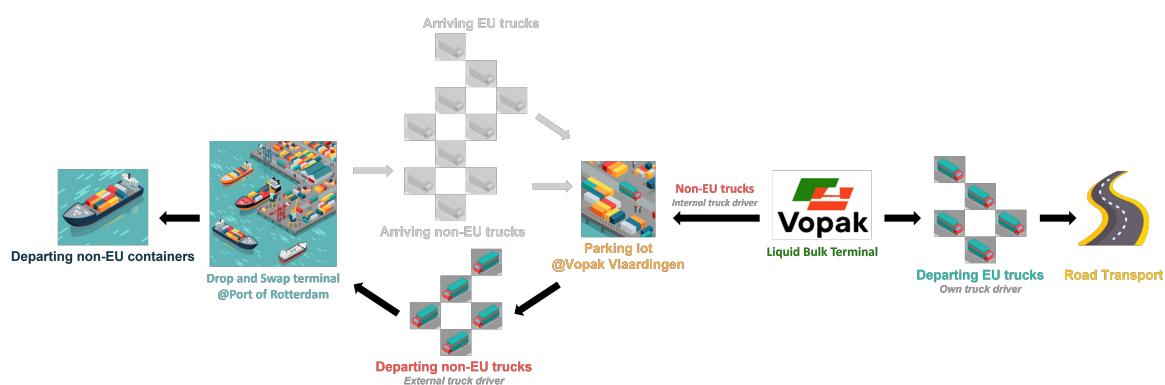 Arriving EU trucks
Arriving non-EU trucks
Departing non-EU containers
Drop and Swap terminal
@Port of Rotterdam
Departing non-EU trucks
External truck driver
Parking lot
@Vopak Vlaardingen
Non-EU trucks
Internal truck driver
Vopak
Liquid Bulk Terminal
Departing EU trucks
Own truck driver
Road Transport